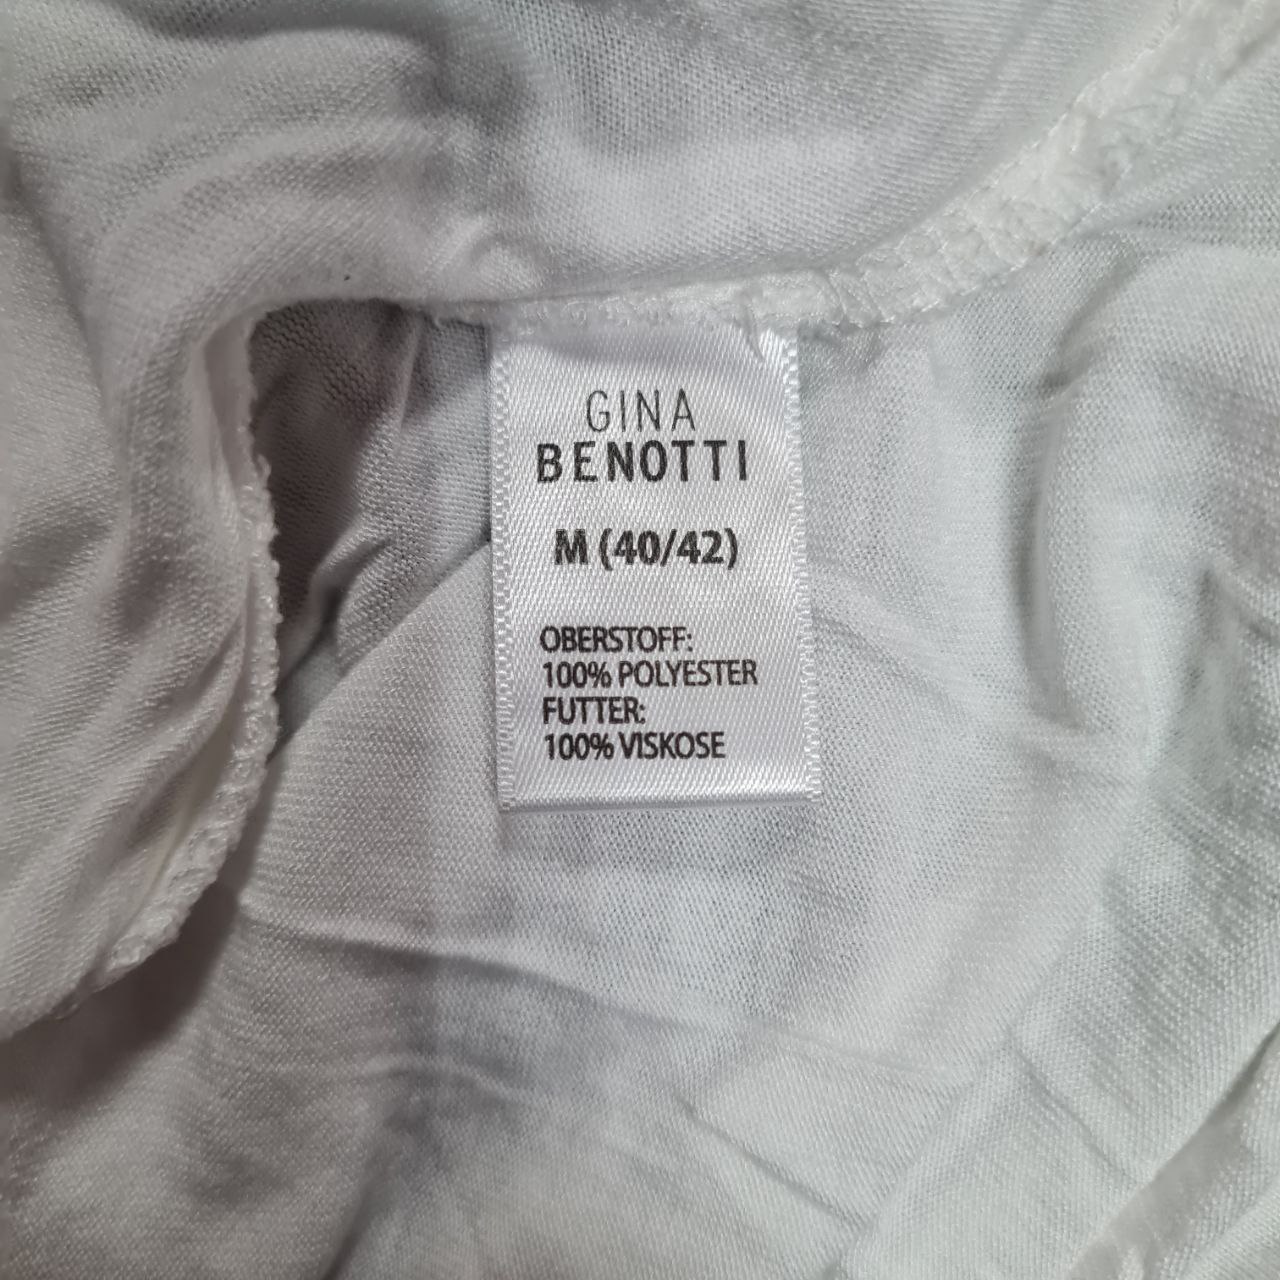 GINA
BENOTTI
M (40/42)
OBERSTOFF:
100% POLYESTER
FUTTER:
100% VISKOSE